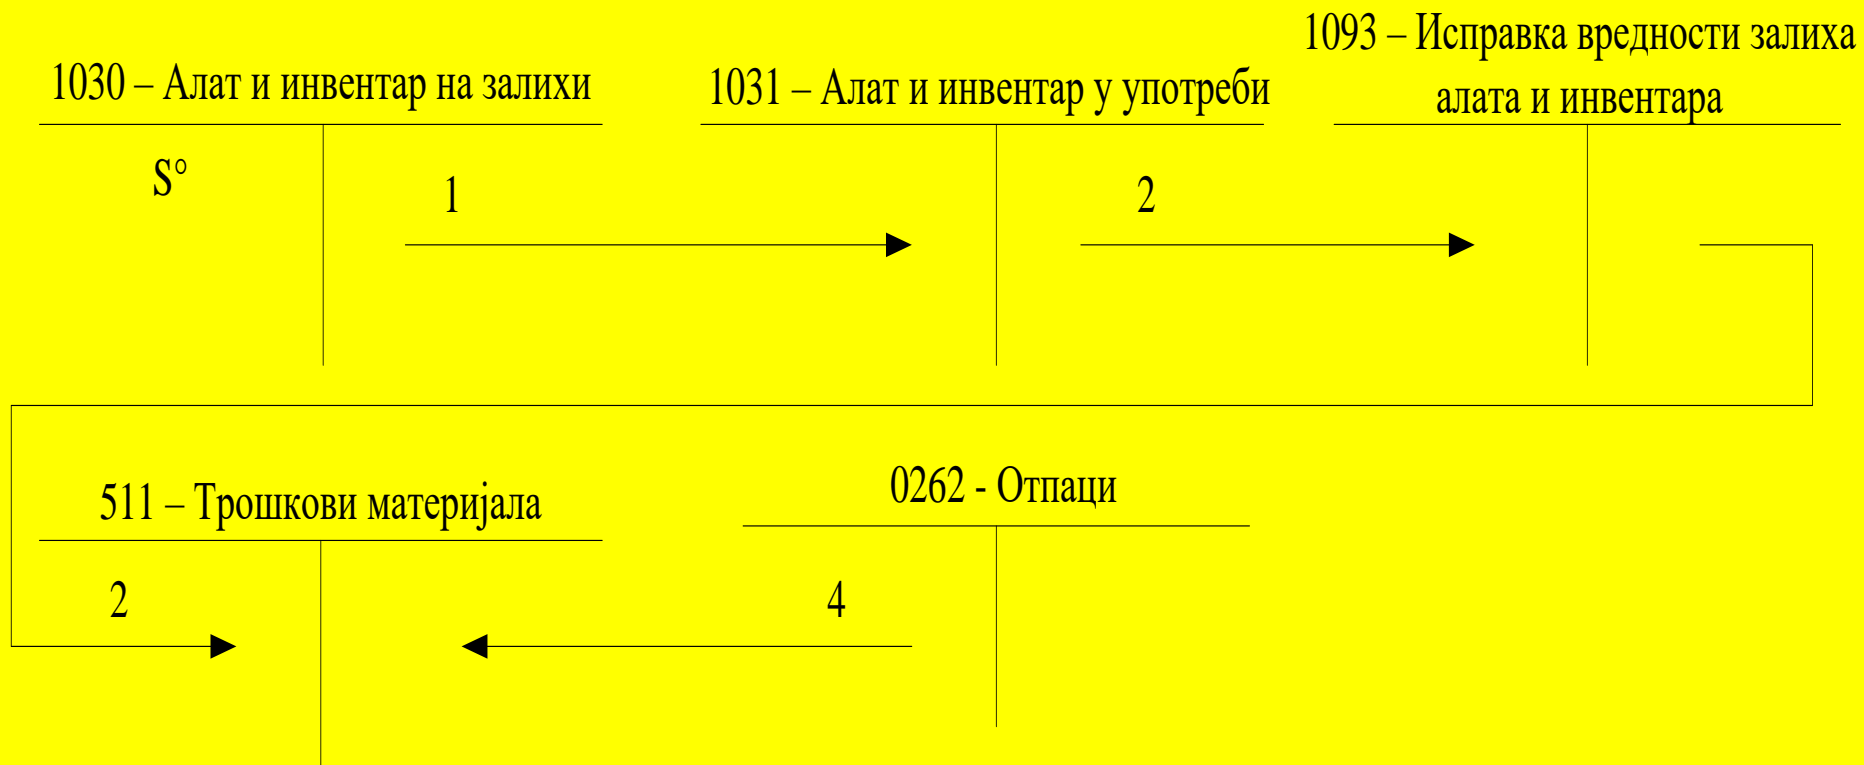 1030 – Алат и инвентар на залихи
1031 – Алат и инвентар у употреби
1093 – Исправка вредности залиха
алата и инвентара
S°
1
2
511 – Трошкови материјала
0262 - Отпаци
2
4